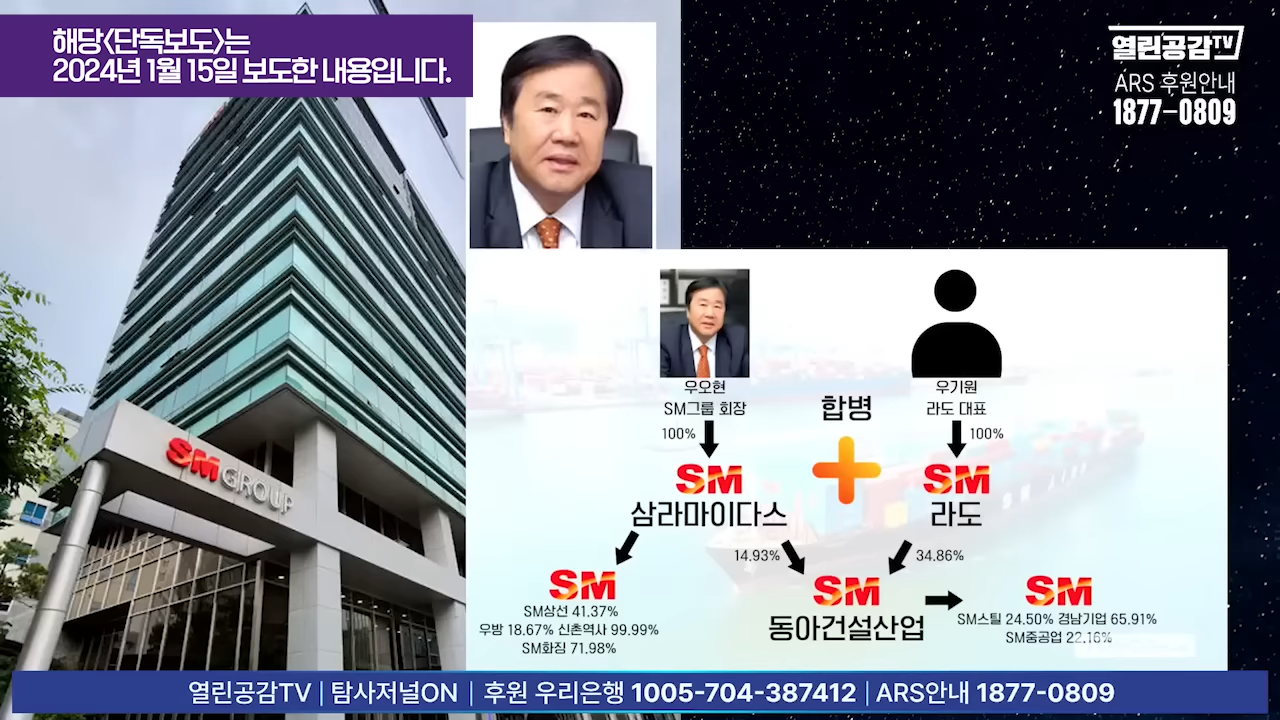 해당<단독보도>는
2024년 1월 15일 보도한 내용입니다.
열린공감TV
ARS 후원안내
1877-0809
SM GROUP
우오현
SM그룹 회장
100%
SM
삼라마이다스
합병
우기원
라도 대표
100%
SM
라도
14.93%
34.86%
SM
SM상선 41.37%
우방 18.67% 신촌역사 99.99%
SM화징 71.98%
SM
동아건설산업
SM
SM스틸 24.50% 경남기업 65.91%
SM중공업 22.16%
열린공감TV | 탐사저널ON | 후원 우리은행 1005-704-387412 | ARS안내 1877-0809